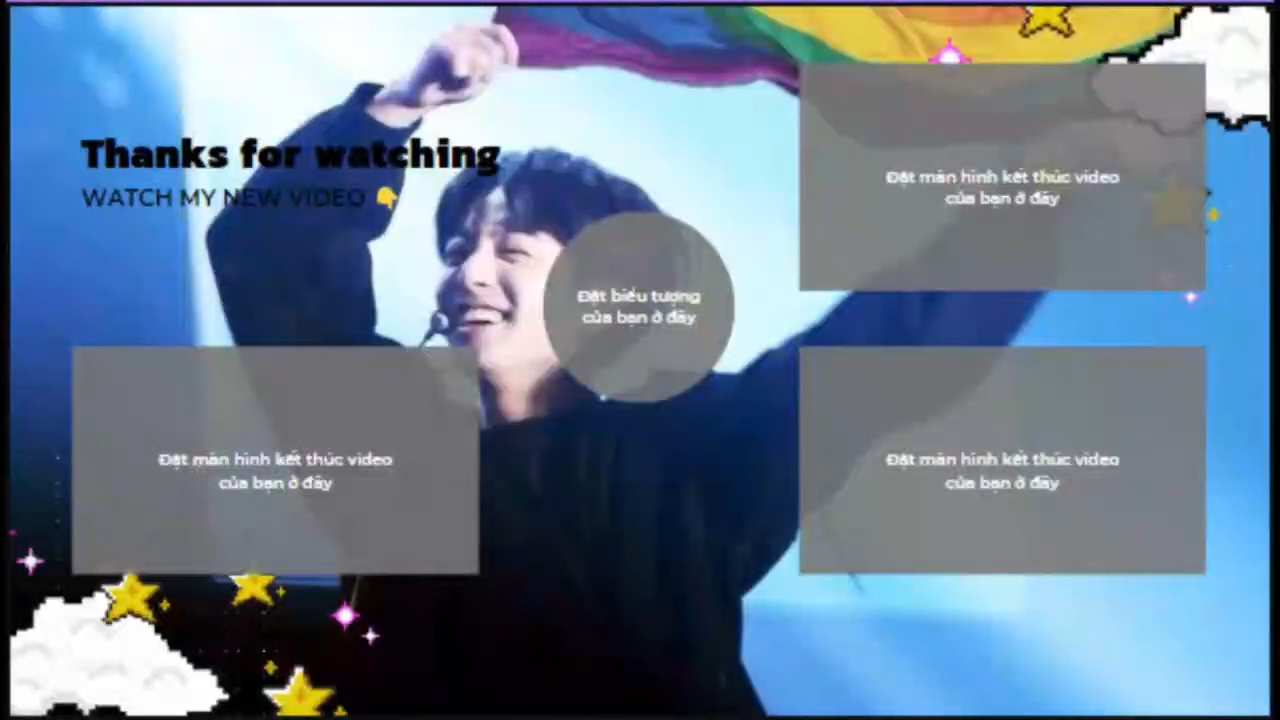 Thanks for watching
WATCH MY NEW VIDEO 👇
Đặt màn hình kết thúc video
của bạn ở đây
Đặt biểu tượng
của bạn ở đây
Đặt màn hình kết thúc video
của bạn ở đây
Đặt màn hình kết thúc video
của bạn ở đây